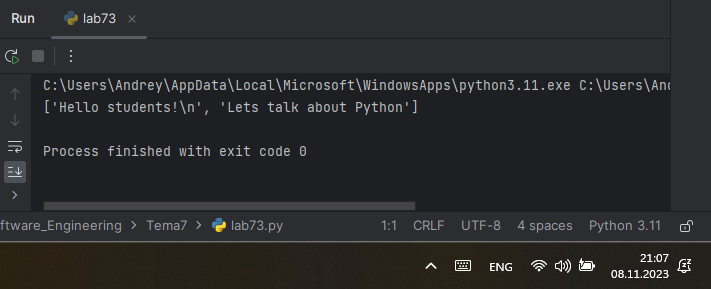 Run lab73
C:\Users\Andrey\AppData\Local\Microsoft\WindowsApps\python3.11.exe C:\Users\And
['Hello students!\n', 'Lets talk about Python']
Process finished with exit code 0
ftware_Engineering > Tema7 > lab73.py 1:1 CRLF UTF-8 4 spaces Python 3.11
ENG 21:07
08.11.2023